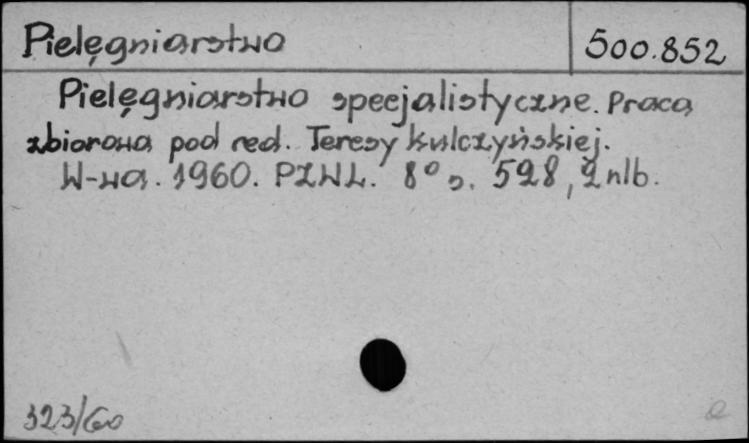 Pielęgniarstwo 500.852
Pielęgniarstwo specjalistyczne. Praca
zbiorowa pod red. Teresy Kulczyńskiej.
W-wa. 1960. PZWL. 8° s. 528, 2 nlb.
323/60